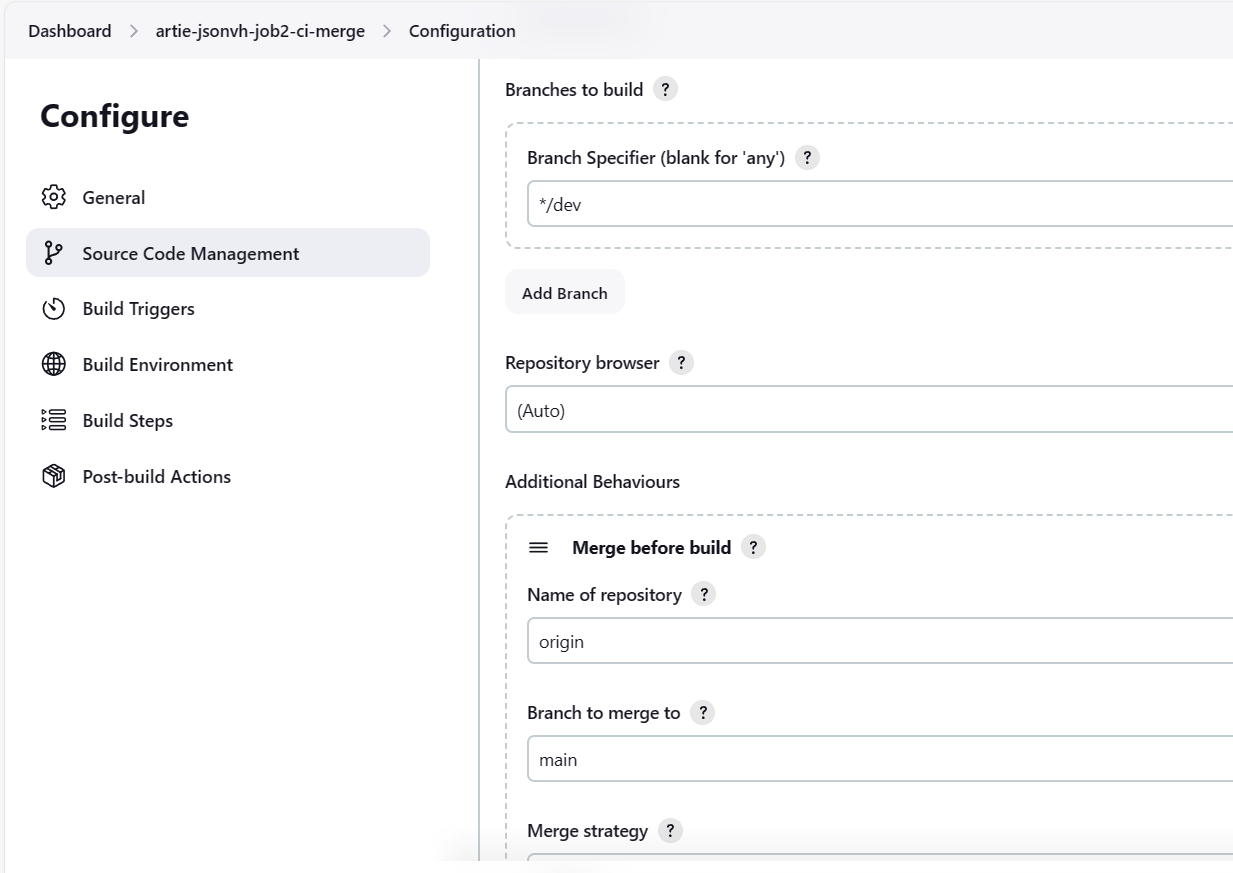 Dashboard > artie-jsonvh-job2-ci-merge > Configuration
Configure
General
Source Code Management
Build Triggers
Build Environment
Build Steps
Post-build Actions
Branches to build ?
Branch Specifier (blank for 'any') ?
*/dev
Add Branch
Repository browser ?
(Auto)
Additional Behaviours
Merge before build ?
Name of repository ?
origin
Branch to merge to ?
main
Merge strategy ?